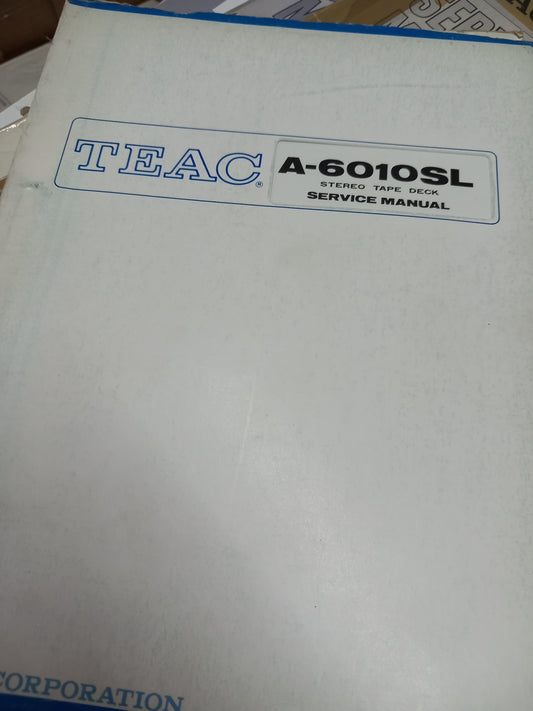 TEAC®
A-6010SL
STEREO TAPE DECK
SERVICE MANUAL
CORPORATION